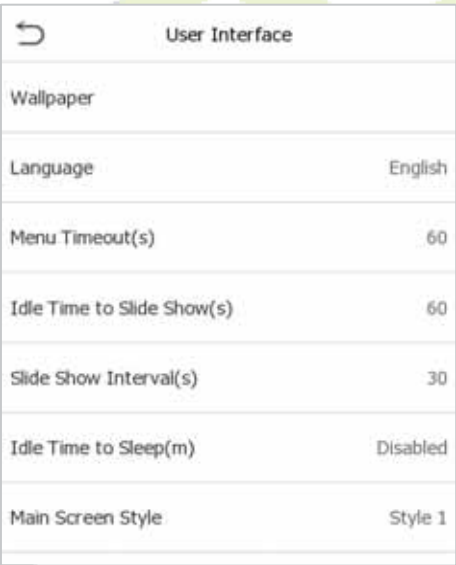 User Interface
Wallpaper
Language English
Menu Timeout(s) 60
Idle Time to Slide Show(s) 60
Slide Show Interval(s) 30
Idle Time to Sleep(m) Disabled
Main Screen Style Style 1